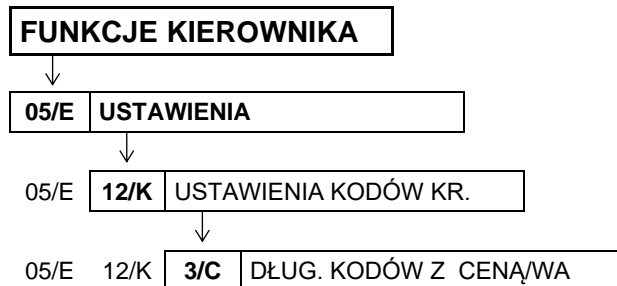 FUNKCJE KIEROWNIKA
05/E USTAWIENIA
05/E 12/K USTAWIENIA KODÓW KR.
05/E 12/K 3/C DŁUG. KODÓW Z CENĄ/WA